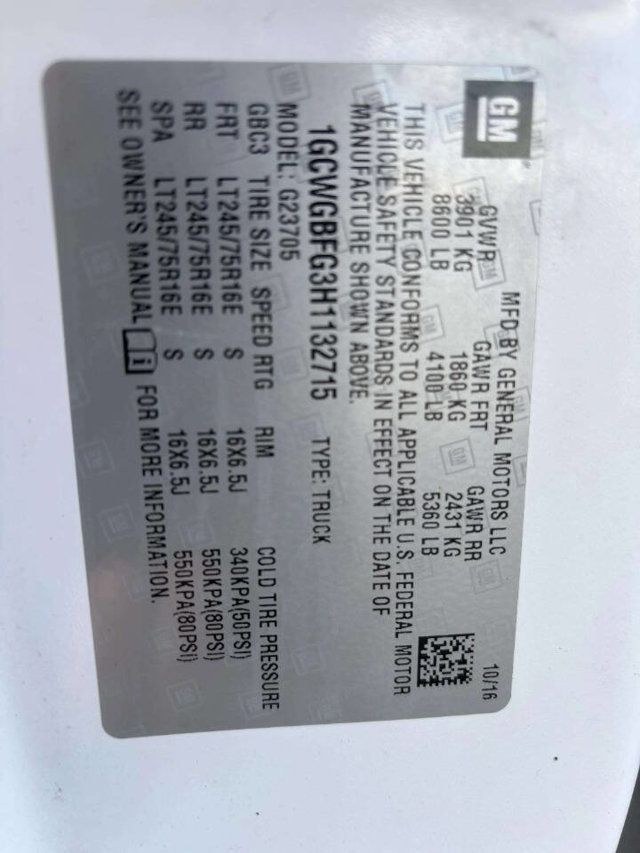 GM
MFD BY GENERAL MOTORS LLC 10/16
GVWR GAWR FRT GAWR RR
3901 KG 1860 KG 2431 KG
8600 LB 4100 LB 5360 LB
THIS VEHICLE CONFORMS TO ALL APPLICABLE U.S. FEDERAL MOTOR
VEHICLE SAFETY STANDARDS IN EFFECT ON THE DATE OF
MANUFACTURE SHOWN ABOVE.
1GCWGBFG3H1132715 TYPE: TRUCK
MODEL: G23705
GBC3 TIRE SIZE SPEED RTG RIM COLD TIRE PRESSURE
FRT LT245/75R16E S 16X6.5J 340KPA(50PSI)
RR LT245/75R16E S 16X6.5J 550KPA(80PSI)
SPA LT245/75R16E S 16X6.5J 550KPA(80PSI)
SEE OWNER'S MANUAL i FOR MORE INFORMATION.